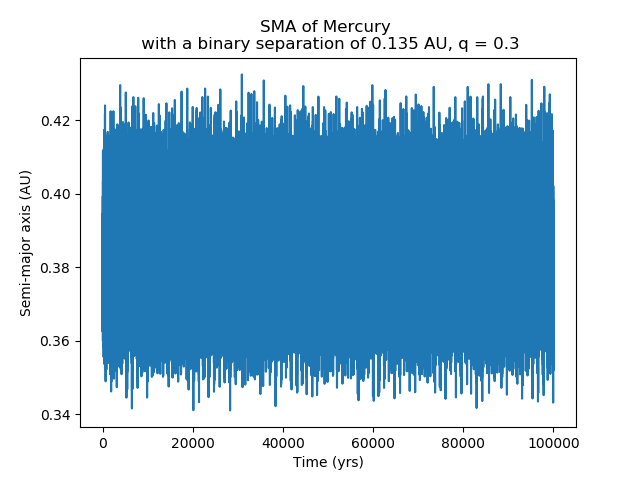 SMA of Mercury
with a binary separation of 0.135 AU, q = 0.3
Semi-major axis (AU)
0.42
0.40
0.38
0.36
0.34
0 20000 40000 60000 80000 100000
Time (yrs)